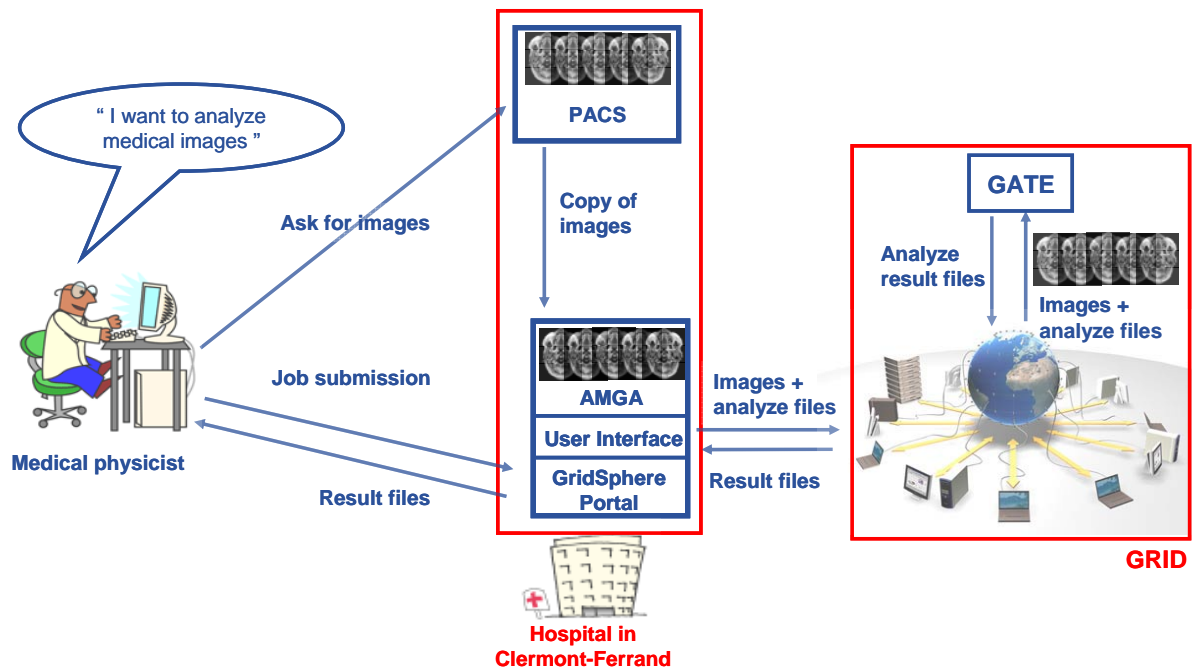 “ I want to analyze
medical images ”
PACS
Ask for images
Copy of
images
GATE
Analyze
result files
Images +
analyze files
Medical physicist
Job submission
Result files
AMGA
User Interface
GridSphere
Portal
Images +
analyze files
Result files
GRID
Hospital in
Clermont-Ferrand